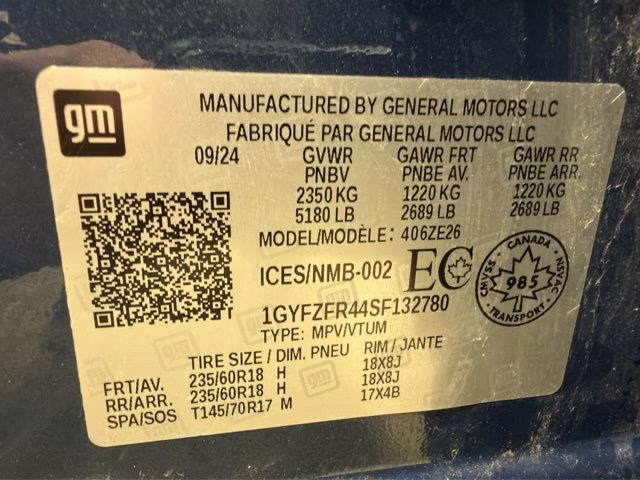 gm
MANUFACTURED BY GENERAL MOTORS LLC
FABRIQUÉ PAR GENERAL MOTORS LLC
09/24 GVWR GAWR FRT GAWR RR
PNBV PNBE AV. PNBE ARR.
2350 KG 1220 KG 1220 KG
5180 LB 2689 LB 2689 LB
MODEL/MODÈLE: 406ZE26
ICES/NMB-002 EC
CANADA
CMVSS 985 NSVAC
TRANSPORT
1GYFZFR44SF132780
TYPE: MPV/VTUM
TIRE SIZE / DIM. PNEU RIM / JANTE
FRT/AV. 235/60R18 H 18X8J
RR/ARR. 235/60R18 H 18X8J
SPA/SOS T145/70R17 M 17X4B